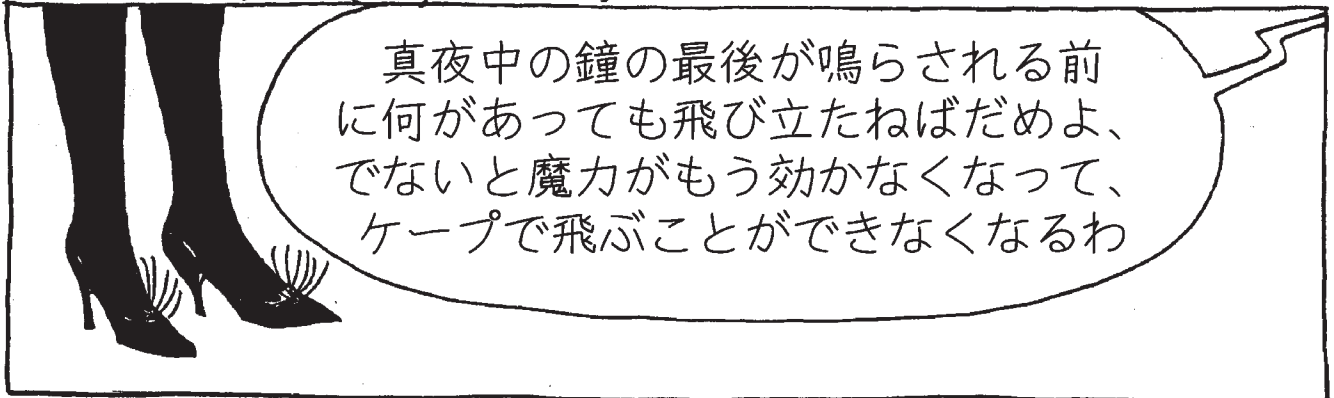 真夜中の鐘の最後が鳴らされる前
に何があっても飛び立たねばだめよ、
でないと魔力がもう効かなくなって、
ケープで飛ぶことができなくなるわ